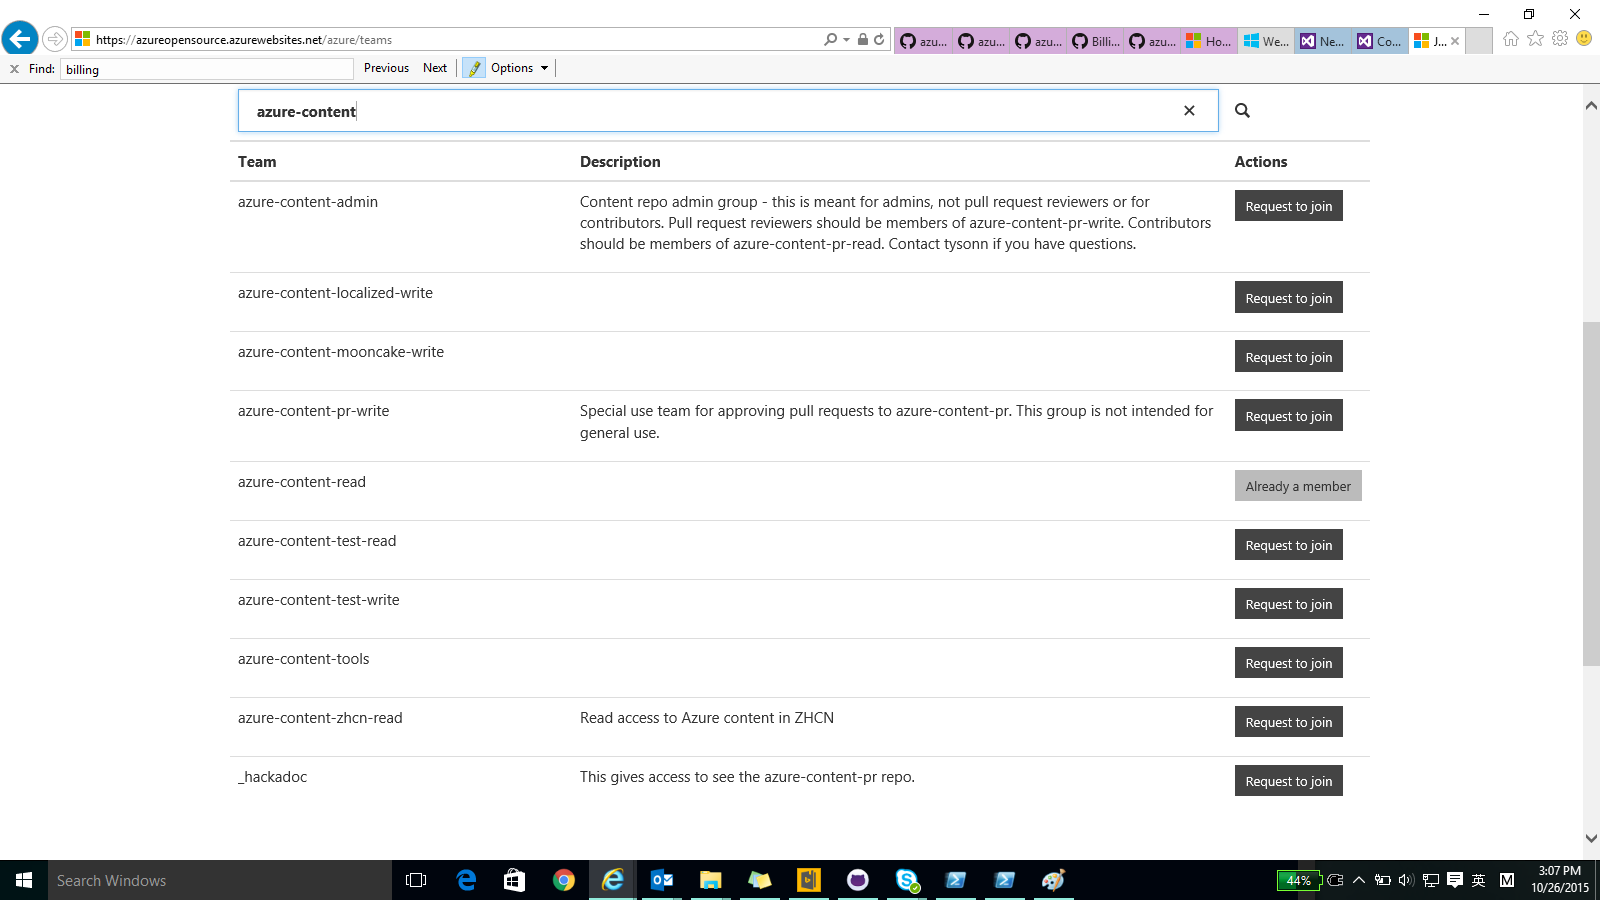 https://azureopensource.azurewebsites.net/azure/teams
azu...
azu...
azu...
Billi...
azu...
Ho...
We...
Ne...
Co...
J...
Find:
billing
Previous
Next
Options
azure-content
Team
Description
Actions
azure-content-admin
Content repo admin group - this is meant for admins, not pull request reviewers or for
contributors. Pull request reviewers should be members of azure-content-pr-write. Contributors
should be members of azure-content-pr-read. Contact tysonn if you have questions.
Request to join
azure-content-localized-write
Request to join
azure-content-mooncake-write
Request to join
azure-content-pr-write
Special use team for approving pull requests to azure-content-pr. This group is not intended for
general use.
Request to join
azure-content-read
Already a member
azure-content-test-read
Request to join
azure-content-test-write
Request to join
azure-content-tools
Request to join
azure-content-zhcn-read
Read access to Azure content in ZHCN
Request to join
_hackadoc
This gives access to see the azure-content-pr repo.
Request to join
Search Windows
44%
英
M
3:07 PM
10/26/2015